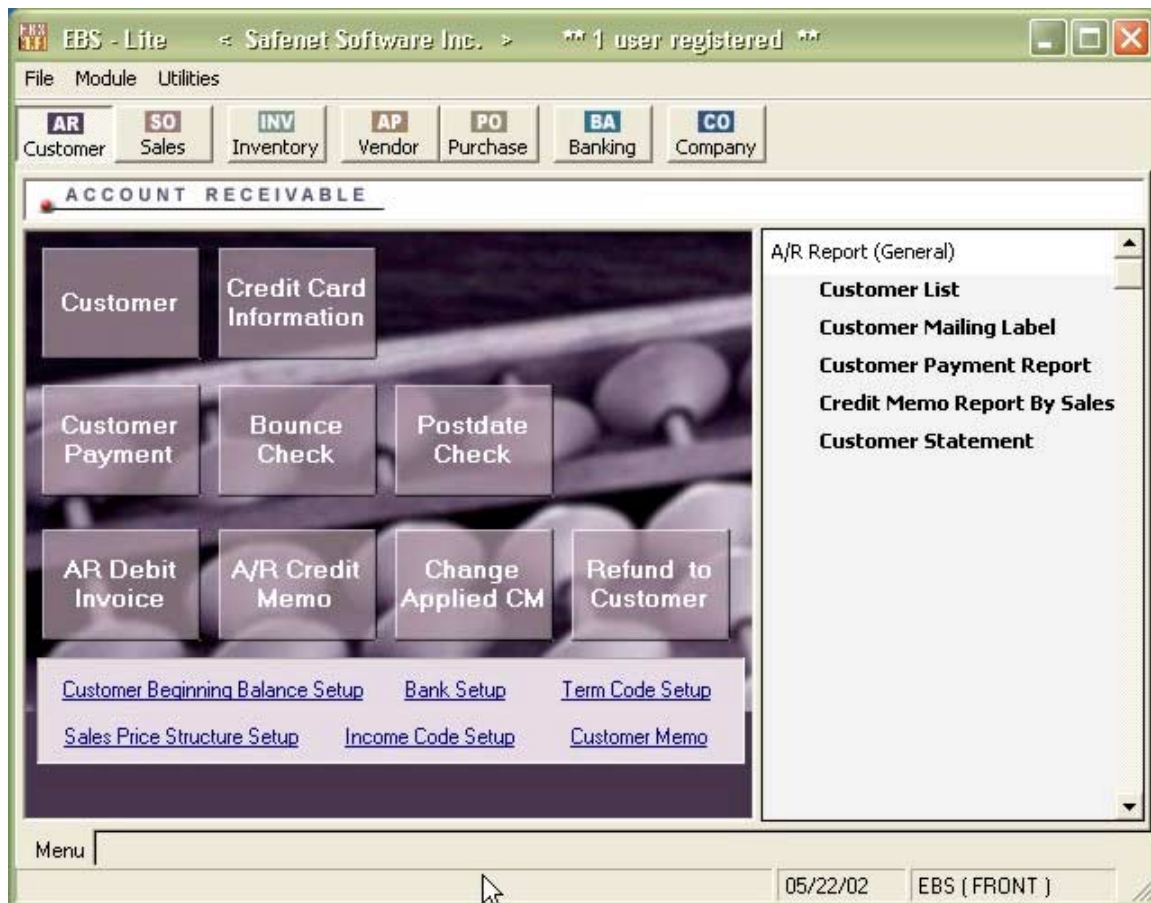 EBS - Lite < Safenet Software Inc. > ** 1 user registered **
File Module Utilities
AR SO INV AP PO BA CO
Customer Sales Inventory Vendor Purchase Banking Company
ACCOUNT RECEIVABLE
Customer
Credit Card
Information
Customer
Payment
Bounce
Check
Postdate
Check
AR Debit
Invoice
A/R Credit
Memo
Change
Applied CM
Refund to
Customer
Customer Beginning Balance Setup Bank Setup Term Code Setup
Sales Price Structure Setup Income Code Setup Customer Memo
A/R Report (General)
Customer List
Customer Mailing Label
Customer Payment Report
Credit Memo Report By Sales
Customer Statement
Menu
05/22/02 EBS ( FRONT )